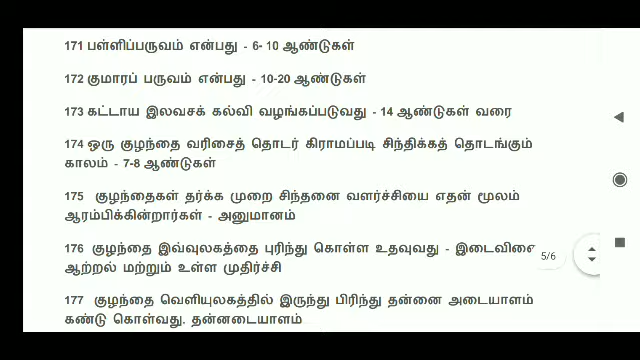 171 பள்ளிப்பருவம் என்பது - 6- 10 ஆண்டுகள்
172 குமாரப் பருவம் என்பது - 10-20 ஆண்டுகள்
173 கட்டாய இலவசக் கல்வி வழங்கப்படுவது - 14 ஆண்டுகள் வரை
174 ஒரு குழந்தை வரிசைத் தொடர் கிராமப்படி சிந்திக்கத் தொடங்கும்
காலம் - 7-8 ஆண்டுகள்
175 குழந்தைகள் தர்க்க முறை சிந்தனை வளர்ச்சியை எதன் மூலம்
ஆரம்பிக்கின்றார்கள் - அனுமானம்
176 குழந்தை இவ்வுலகத்தை புரிந்து கொள்ள உதவுவது - இடைவினை
ஆற்றல் மற்றும் உள்ள முதிர்ச்சி
5/6
177 குழந்தை வெளியுலகத்தில் இருந்து பிரிந்து தன்னை அடையாளம்
கண்டு கொள்வது. தன்னடையாளம்